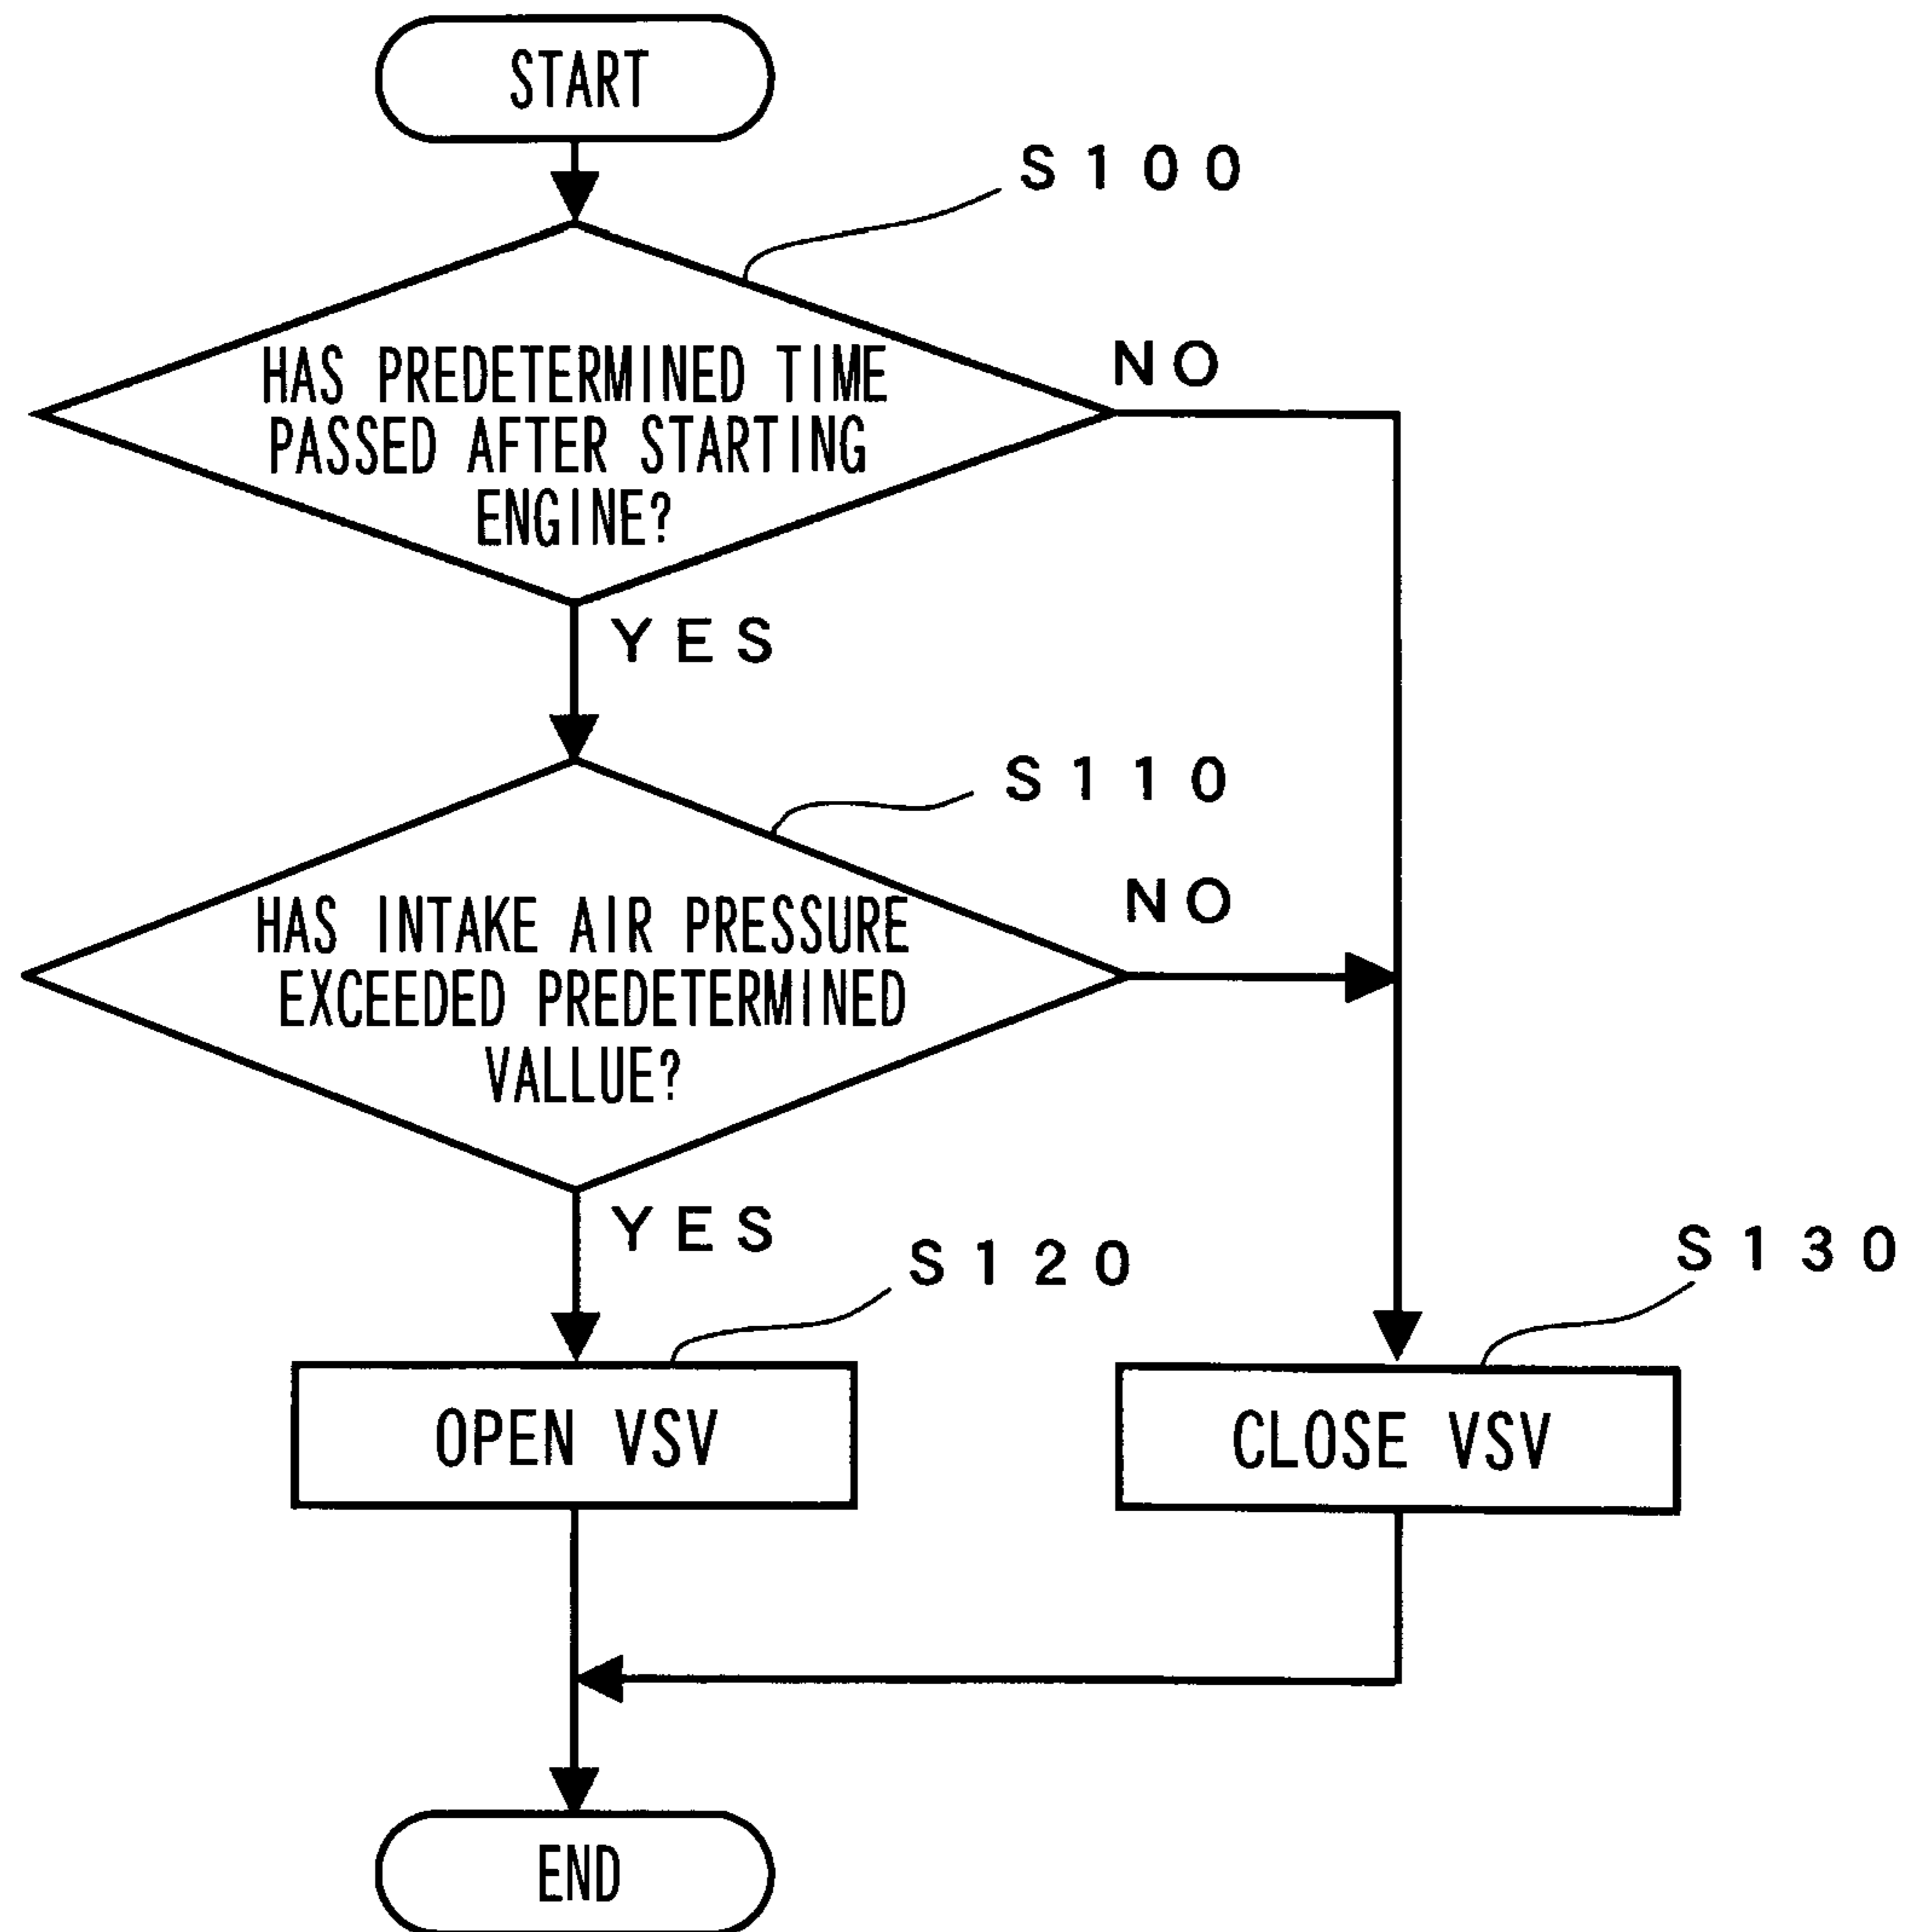 START
S100
HAS PREDETERMINED TIME
PASSED AFTER STARTING
ENGINE?
NO
YES
S110
HAS INTAKE AIR PRESSURE
EXCEEDED PREDETERMINED
VALLUE?
NO
YES
S120
S130
OPEN VSV
CLOSE VSV
END